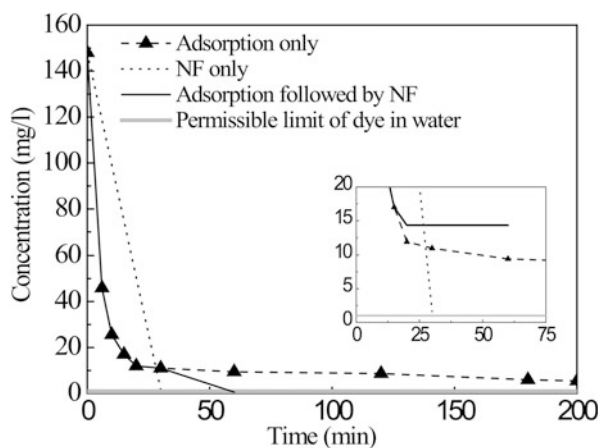 160
140
120
100
80
60
40
20
0
Concentration (mg/l)
Adsorption only
NF only
Adsorption followed by NF
Permissible limit of dye in water
20
15
10
5
0
0 25 50 75
0 50 100 150 200
Time (min)